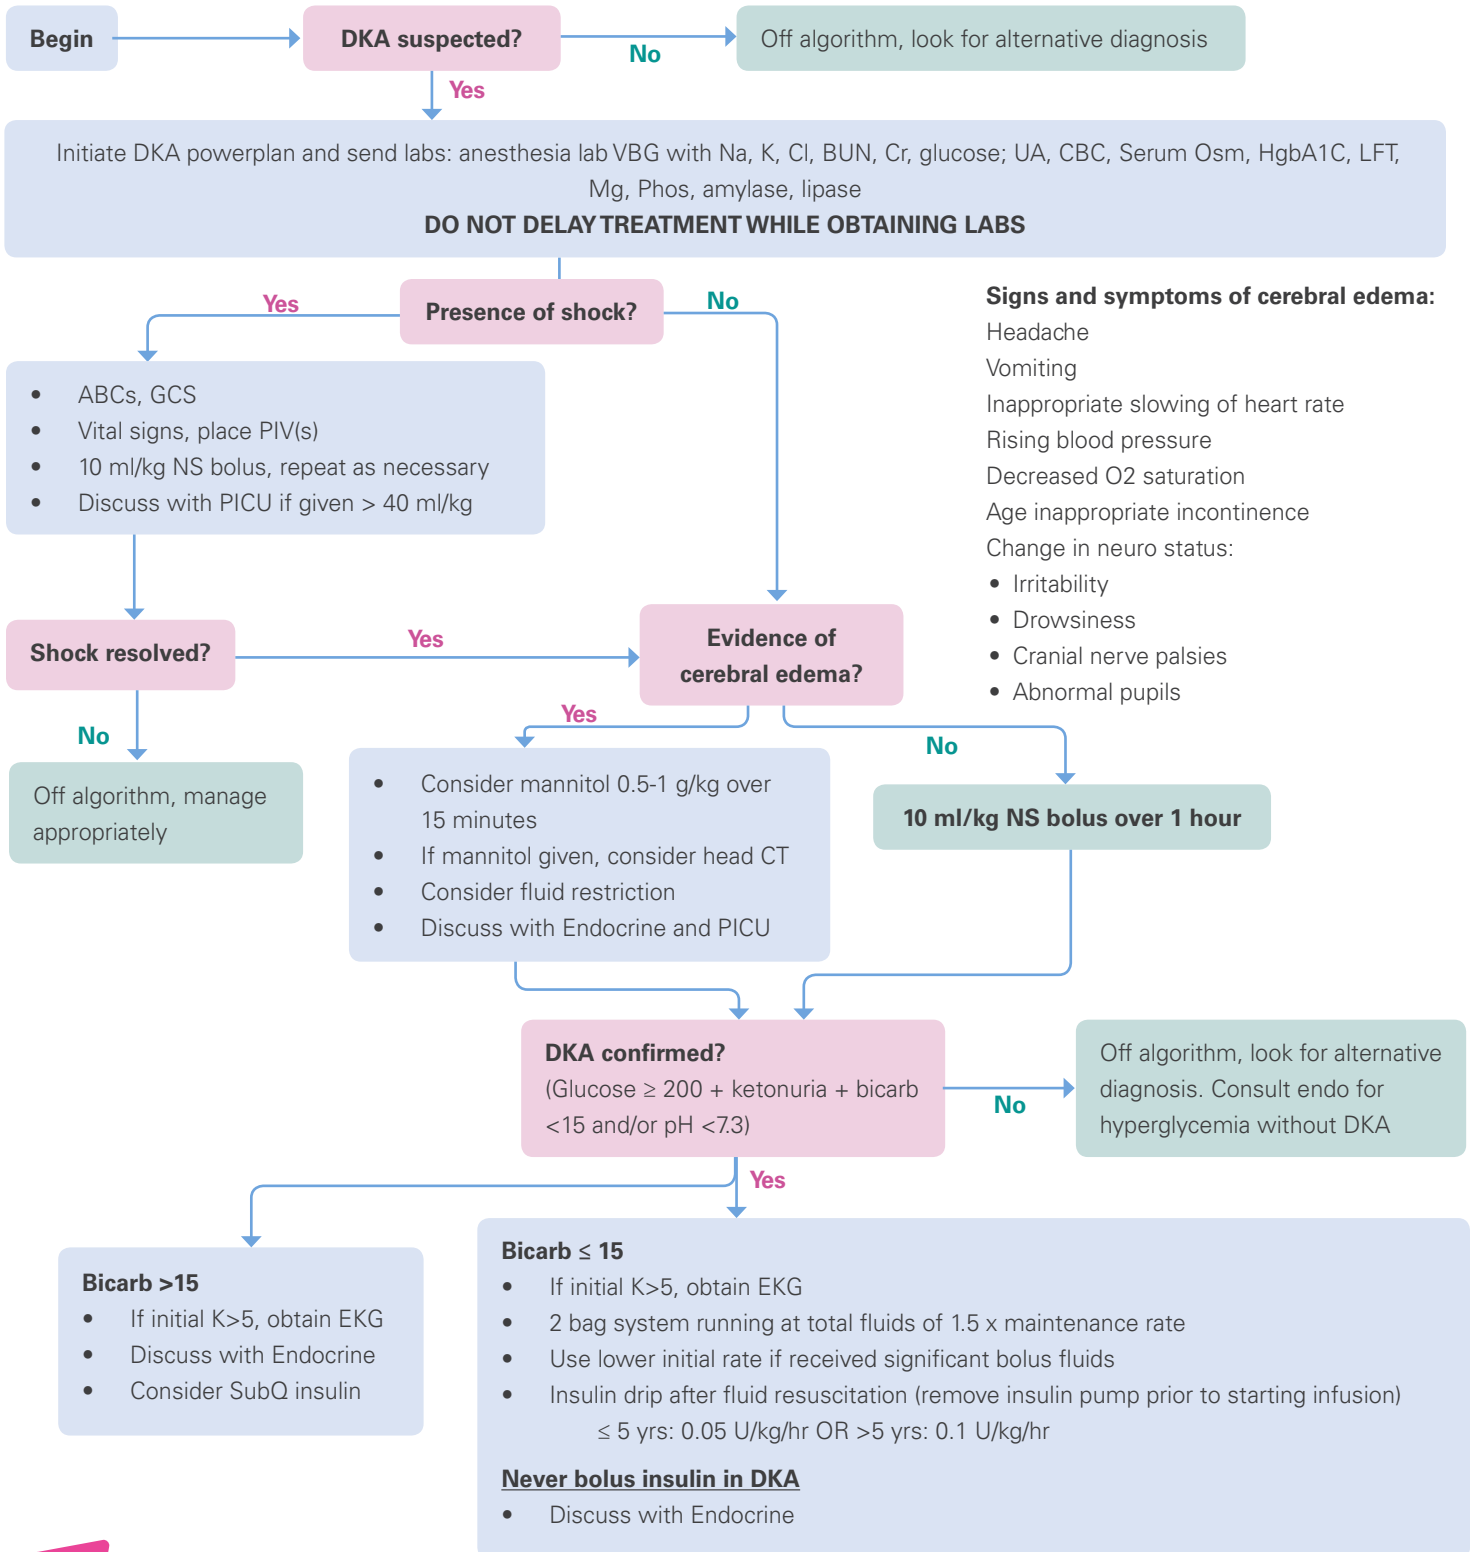 Begin
DKA suspected?
No
Off algorithm, look for alternative diagnosis
Yes
Initiate DKA powerplan and send labs: anesthesia lab VBG with Na, K, Cl, BUN, Cr, glucose; UA, CBC, Serum Osm, HgbA1C, LFT,
Mg, Phos, amylase, lipase
DO NOT DELAY TREATMENT WHILE OBTAINING LABS
Yes
Presence of shock?
No
• ABCs, GCS
• Vital signs, place PIV(s)
• 10 ml/kg NS bolus, repeat as necessary
• Discuss with PICU if given > 40 ml/kg
Signs and symptoms of cerebral edema:
Headache
Vomiting
Inappropriate slowing of heart rate
Rising blood pressure
Decreased O2 saturation
Age inappropriate incontinence
Change in neuro status:
• Irritability
• Drowsiness
• Cranial nerve palsies
• Abnormal pupils
Shock resolved?
Yes
Evidence of
cerebral edema?
No
Off algorithm, manage
appropriately
Yes
• Consider mannitol 0.5-1 g/kg over
15 minutes
• If mannitol given, consider head CT
• Consider fluid restriction
• Discuss with Endocrine and PICU
No
10 ml/kg NS bolus over 1 hour
DKA confirmed?
(Glucose ≥ 200 + ketonuria + bicarb
<15 and/or pH <7.3)
No
Off algorithm, look for alternative
diagnosis. Consult endo for
hyperglycemia without DKA
Yes
Bicarb >15
• If initial K>5, obtain EKG
• Discuss with Endocrine
• Consider SubQ insulin
Bicarb ≤ 15
• If initial K>5, obtain EKG
• 2 bag system running at total fluids of 1.5 x maintenance rate
• Use lower initial rate if received significant bolus fluids
• Insulin drip after fluid resuscitation (remove insulin pump prior to starting infusion)
≤ 5 yrs: 0.05 U/kg/hr OR >5 yrs: 0.1 U/kg/hr
Never bolus insulin in DKA
• Discuss with Endocrine